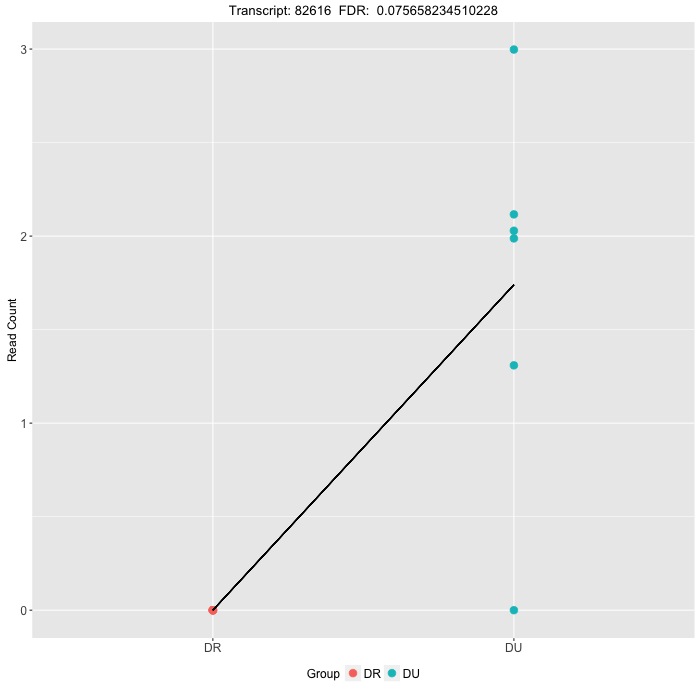 Transcript: 82616  FDR:  0.075658234510228
3
2
1
0
Read Count
DR DU
Group DR DU